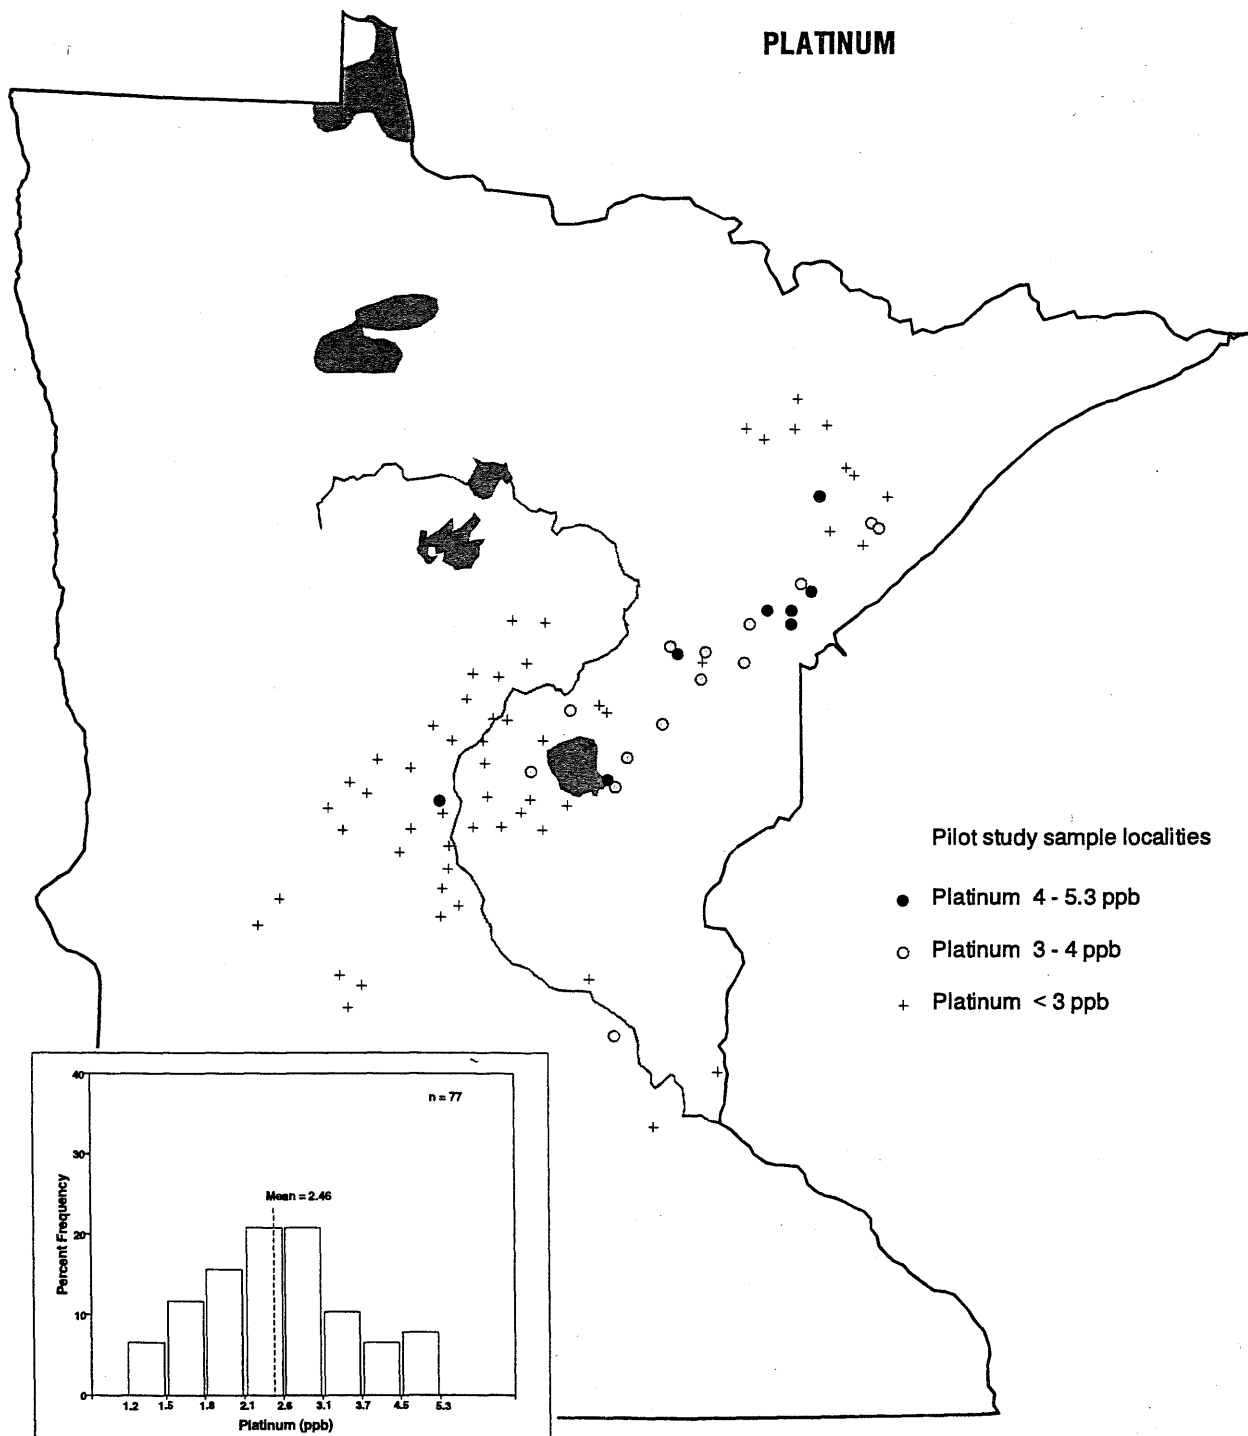 PLATINUM
Pilot study sample localities
Platinum 4 - 5.3 ppb
Platinum 3 - 4 ppb
Platinum < 3 ppb
n = 77
Mean = 2.46
Percent Frequency
40
30
20
10
0
1.2 1.5 1.8 2.1 2.6 3.1 3.7 4.5 5.3
Platinum (ppb)